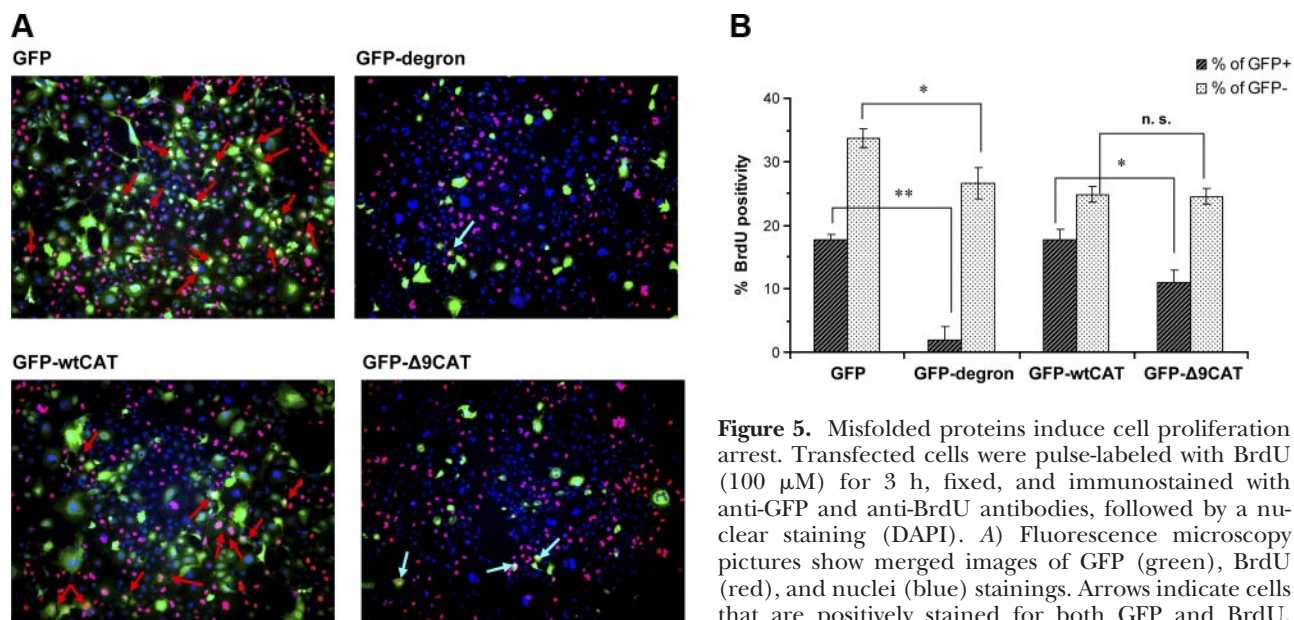 A
GFP
GFP-degron
GFP-wtCAT
GFP-Δ9CAT
B
% of GFP+
% of GFP-
% BrdU positivity
40
30
20
10
0
*
**
n. s.
*
GFP
GFP-degron
GFP-wtCAT
GFP-Δ9CAT
Figure 5. Misfolded proteins induce cell proliferation
arrest. Transfected cells were pulse-labeled with BrdU
(100 μM) for 3 h, fixed, and immunostained with
anti-GFP and anti-BrdU antibodies, followed by a nu-
clear staining (DAPI). A) Fluorescence microscopy
pictures show merged images of GFP (green), BrdU
(red), and nuclei (blue) stainings. Arrows indicate cells
that are positively stained for both GFP and BrdU.